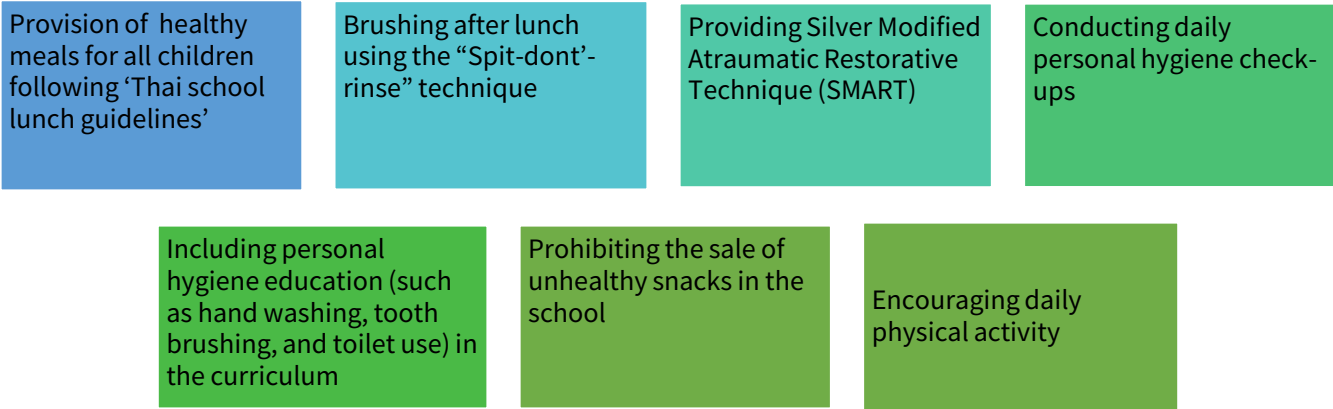 Provision of healthy
meals for all children
following ‘Thai school
lunch guidelines’
Brushing after lunch
using the “Spit-dont’-
rinse” technique
Providing Silver Modified
Atraumatic Restorative
Technique (SMART)
Conducting daily
personal hygiene check-
ups
Including personal
hygiene education (such
as hand washing, tooth
brushing, and toilet use) in
the curriculum
Prohibiting the sale of
unhealthy snacks in the
school
Encouraging daily
physical activity